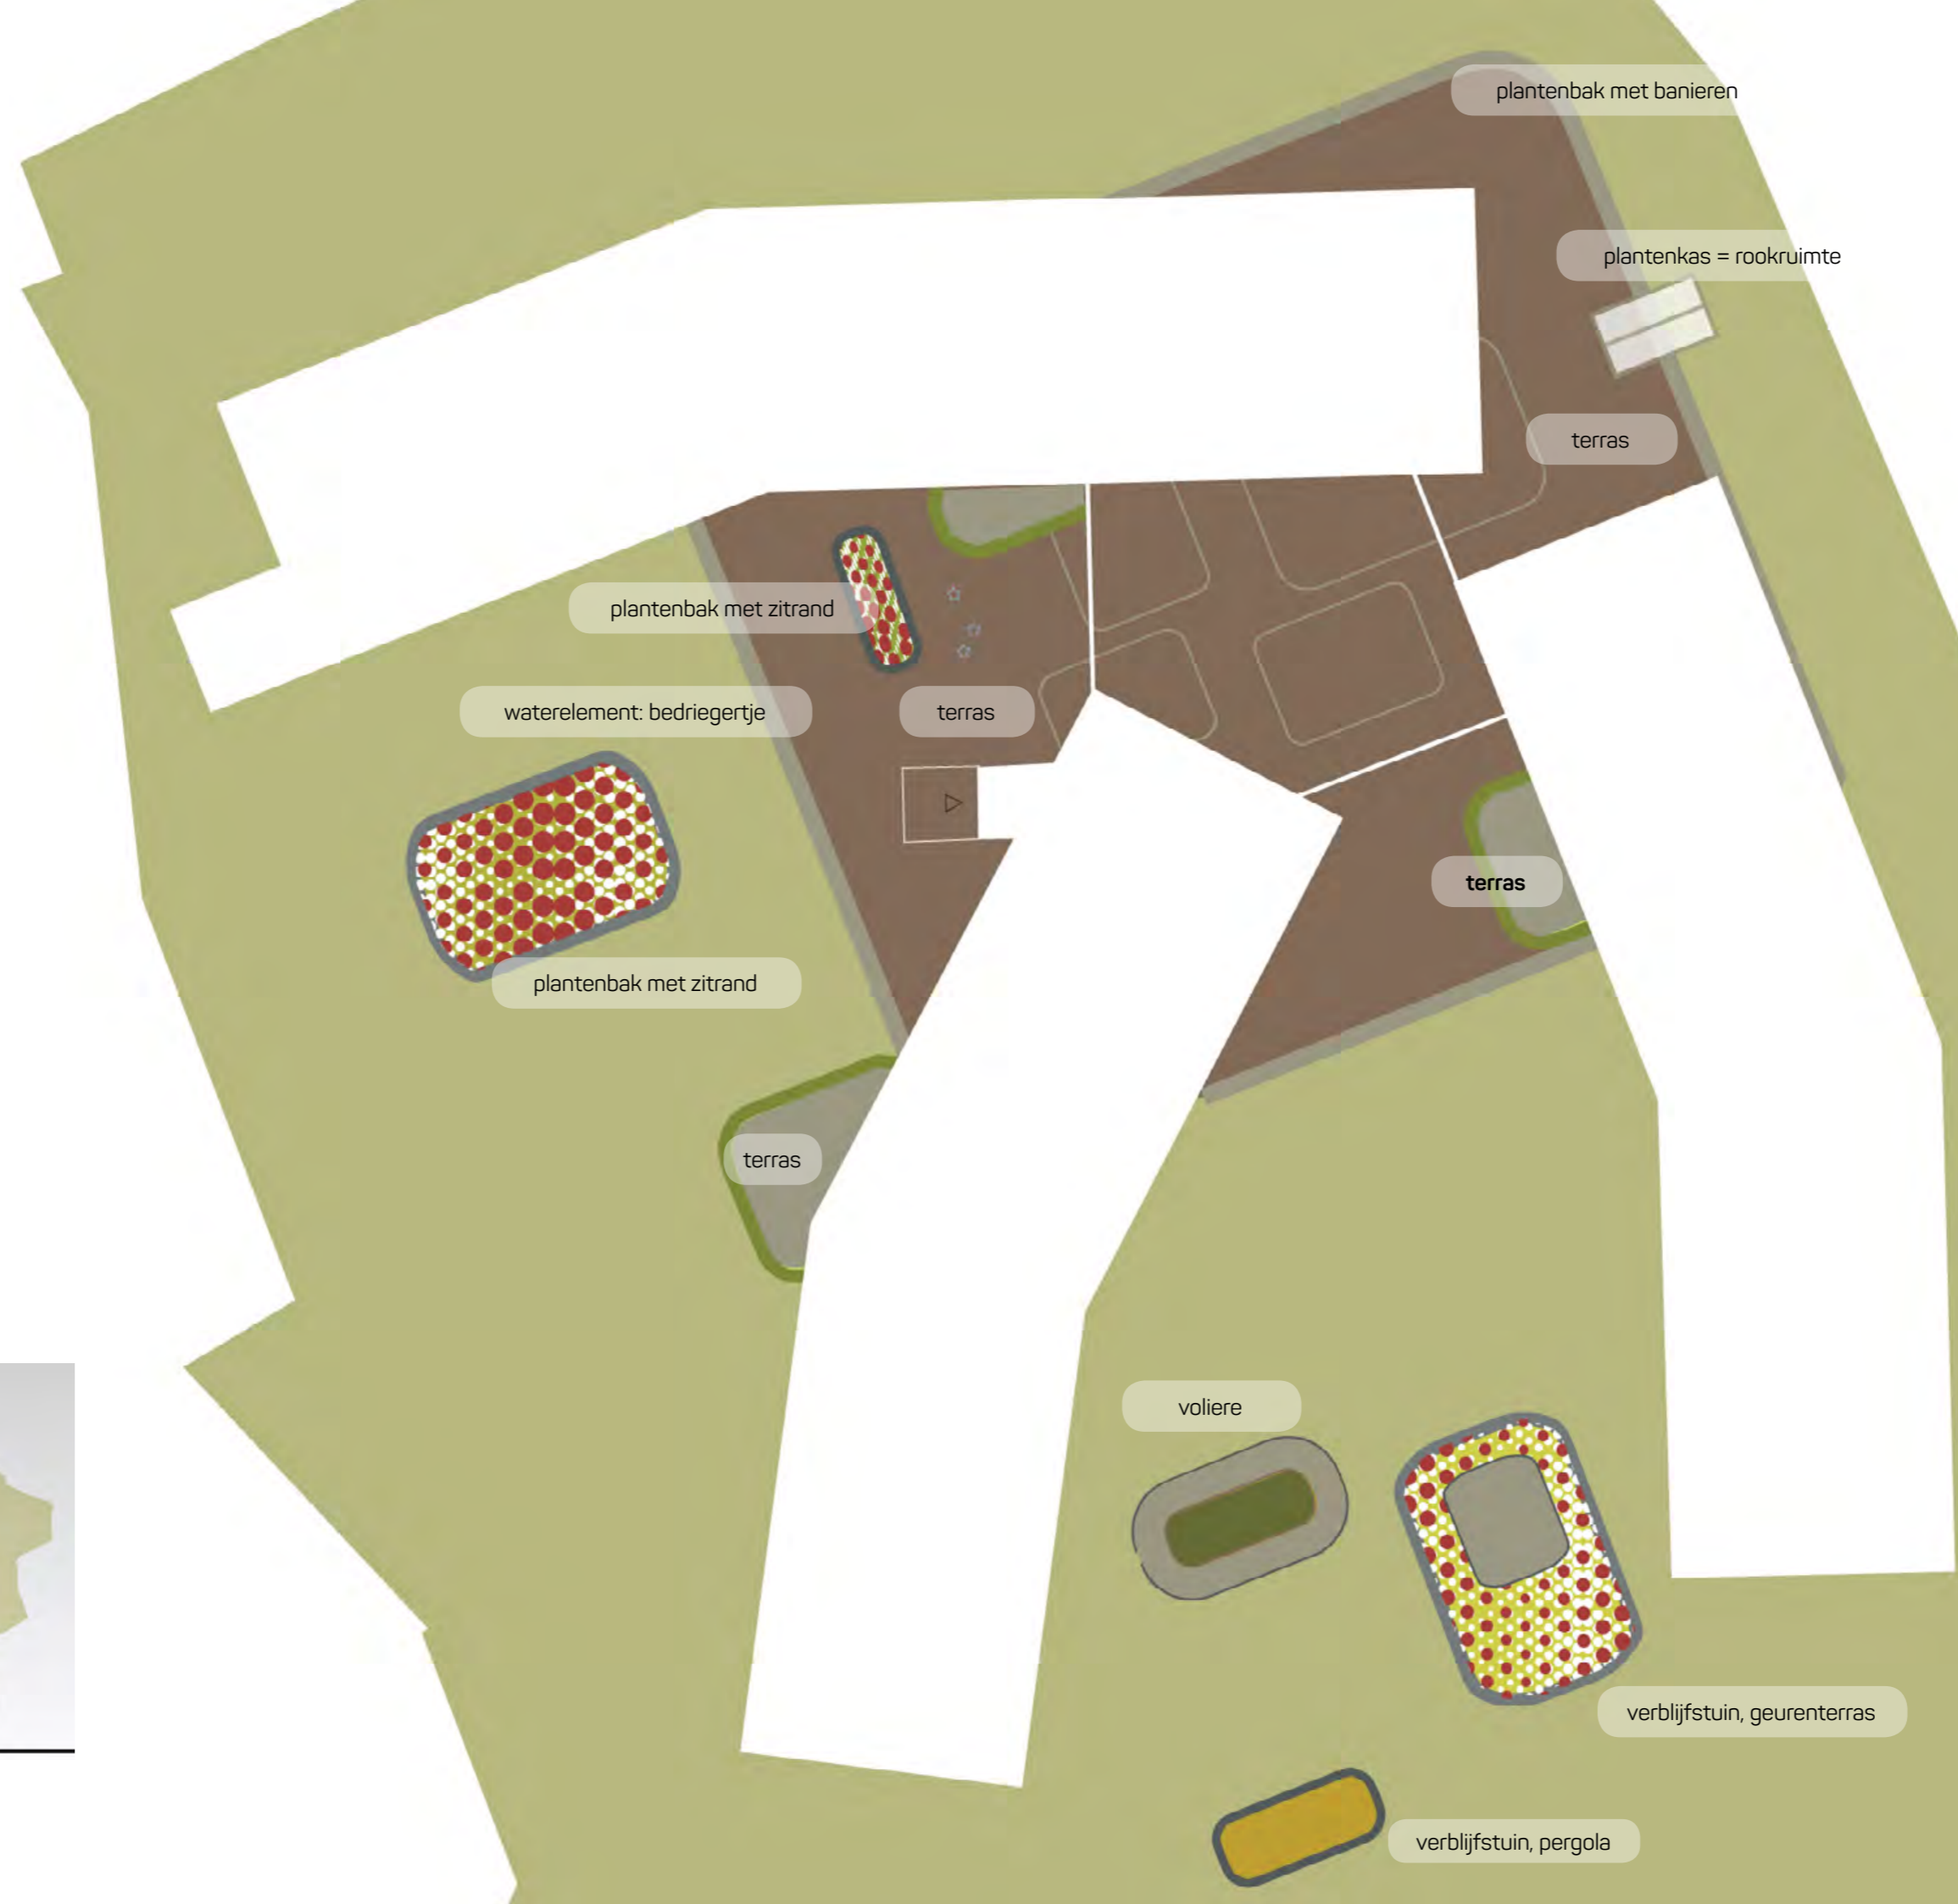 plantenbak met banieren
plantenkas = rookruimte
terras
plantenbak met zitrand
waterelement: bedriegertje
terras
terras
plantenbak met zitrand
terras
voliere
verblijfstuin, geurenterras
verblijfstuin, pergola